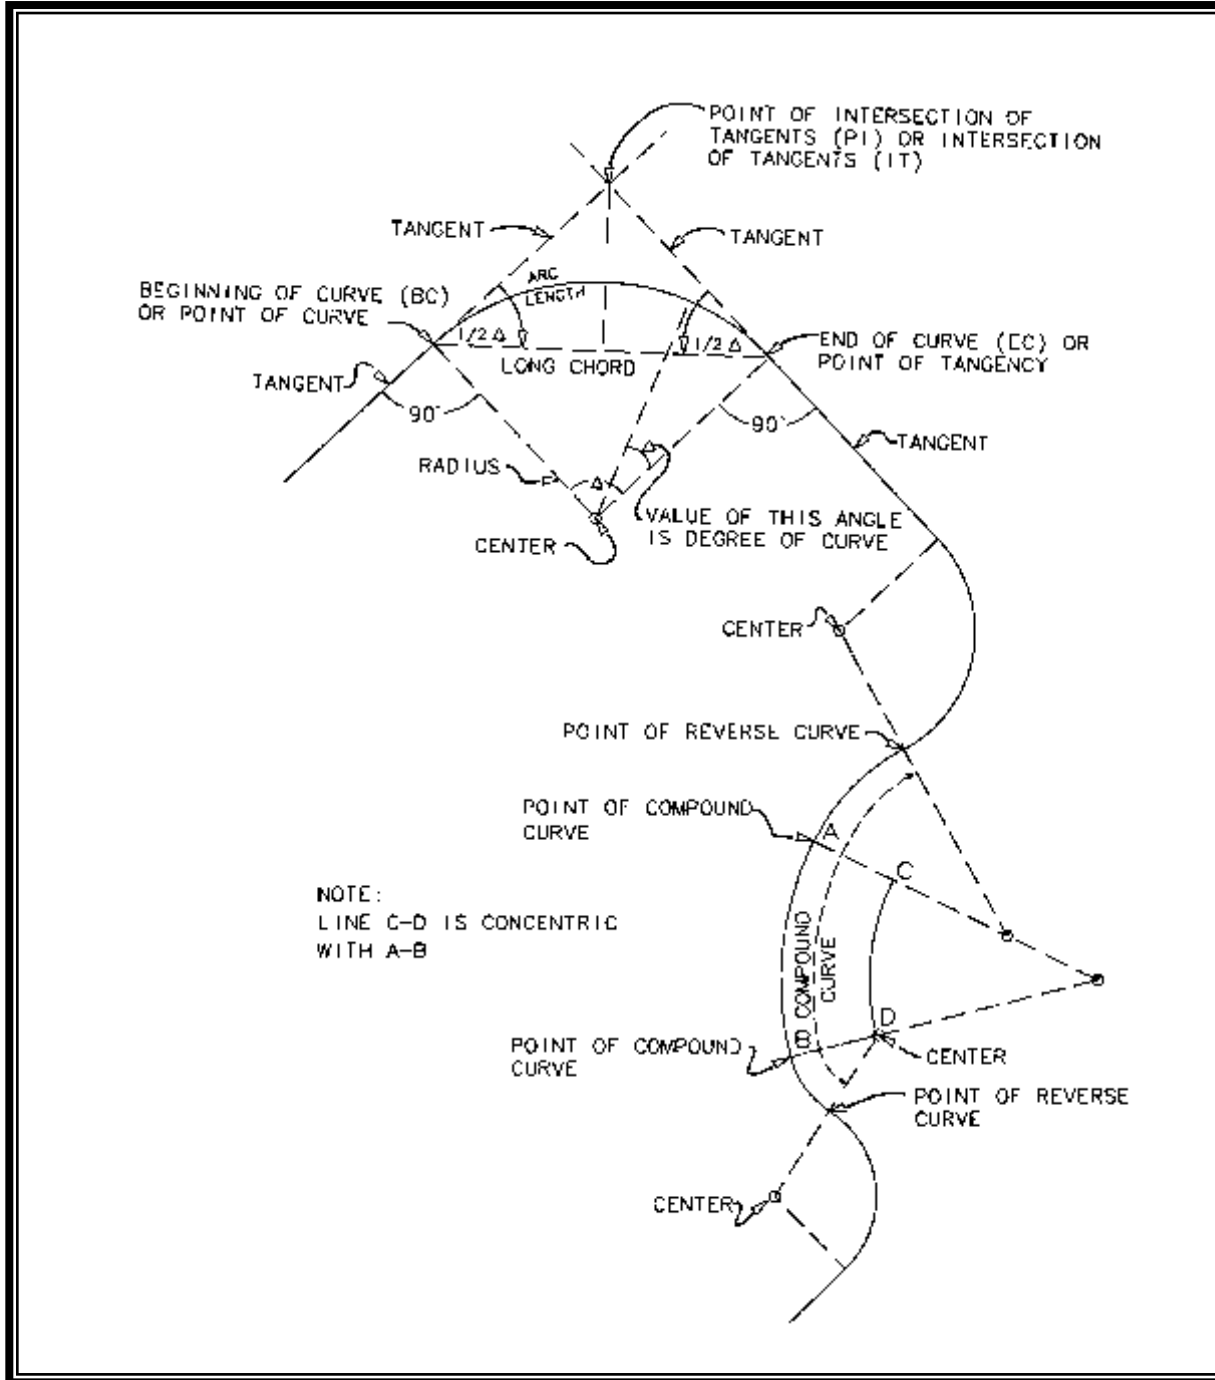 POINT OF INTERSECTION OF
TANGENTS (PI) OR INTERSECTION
OF TANGENTS (IT)
TANGENT
TANGENT
ARC
LENGTH
BEGINNING OF CURVE (BC)
OR POINT OF CURVE
1/2 Δ
1/2 Δ
LONG CHORD
END OF CURVE (EC) OR
POINT OF TANGENCY
TANGENT
90°
90°
TANGENT
RADIUS
Δ
VALUE OF THIS ANGLE
IS DEGREE OF CURVE
CENTER
CENTER
POINT OF REVERSE CURVE
POINT OF COMPOUND
CURVE
A
C
NOTE:
LINE C-D IS CONCENTRIC
WITH A-B
COMPOUND
CURVE
B
D
POINT OF COMPOUND
CURVE
CENTER
POINT OF REVERSE
CURVE
CENTER